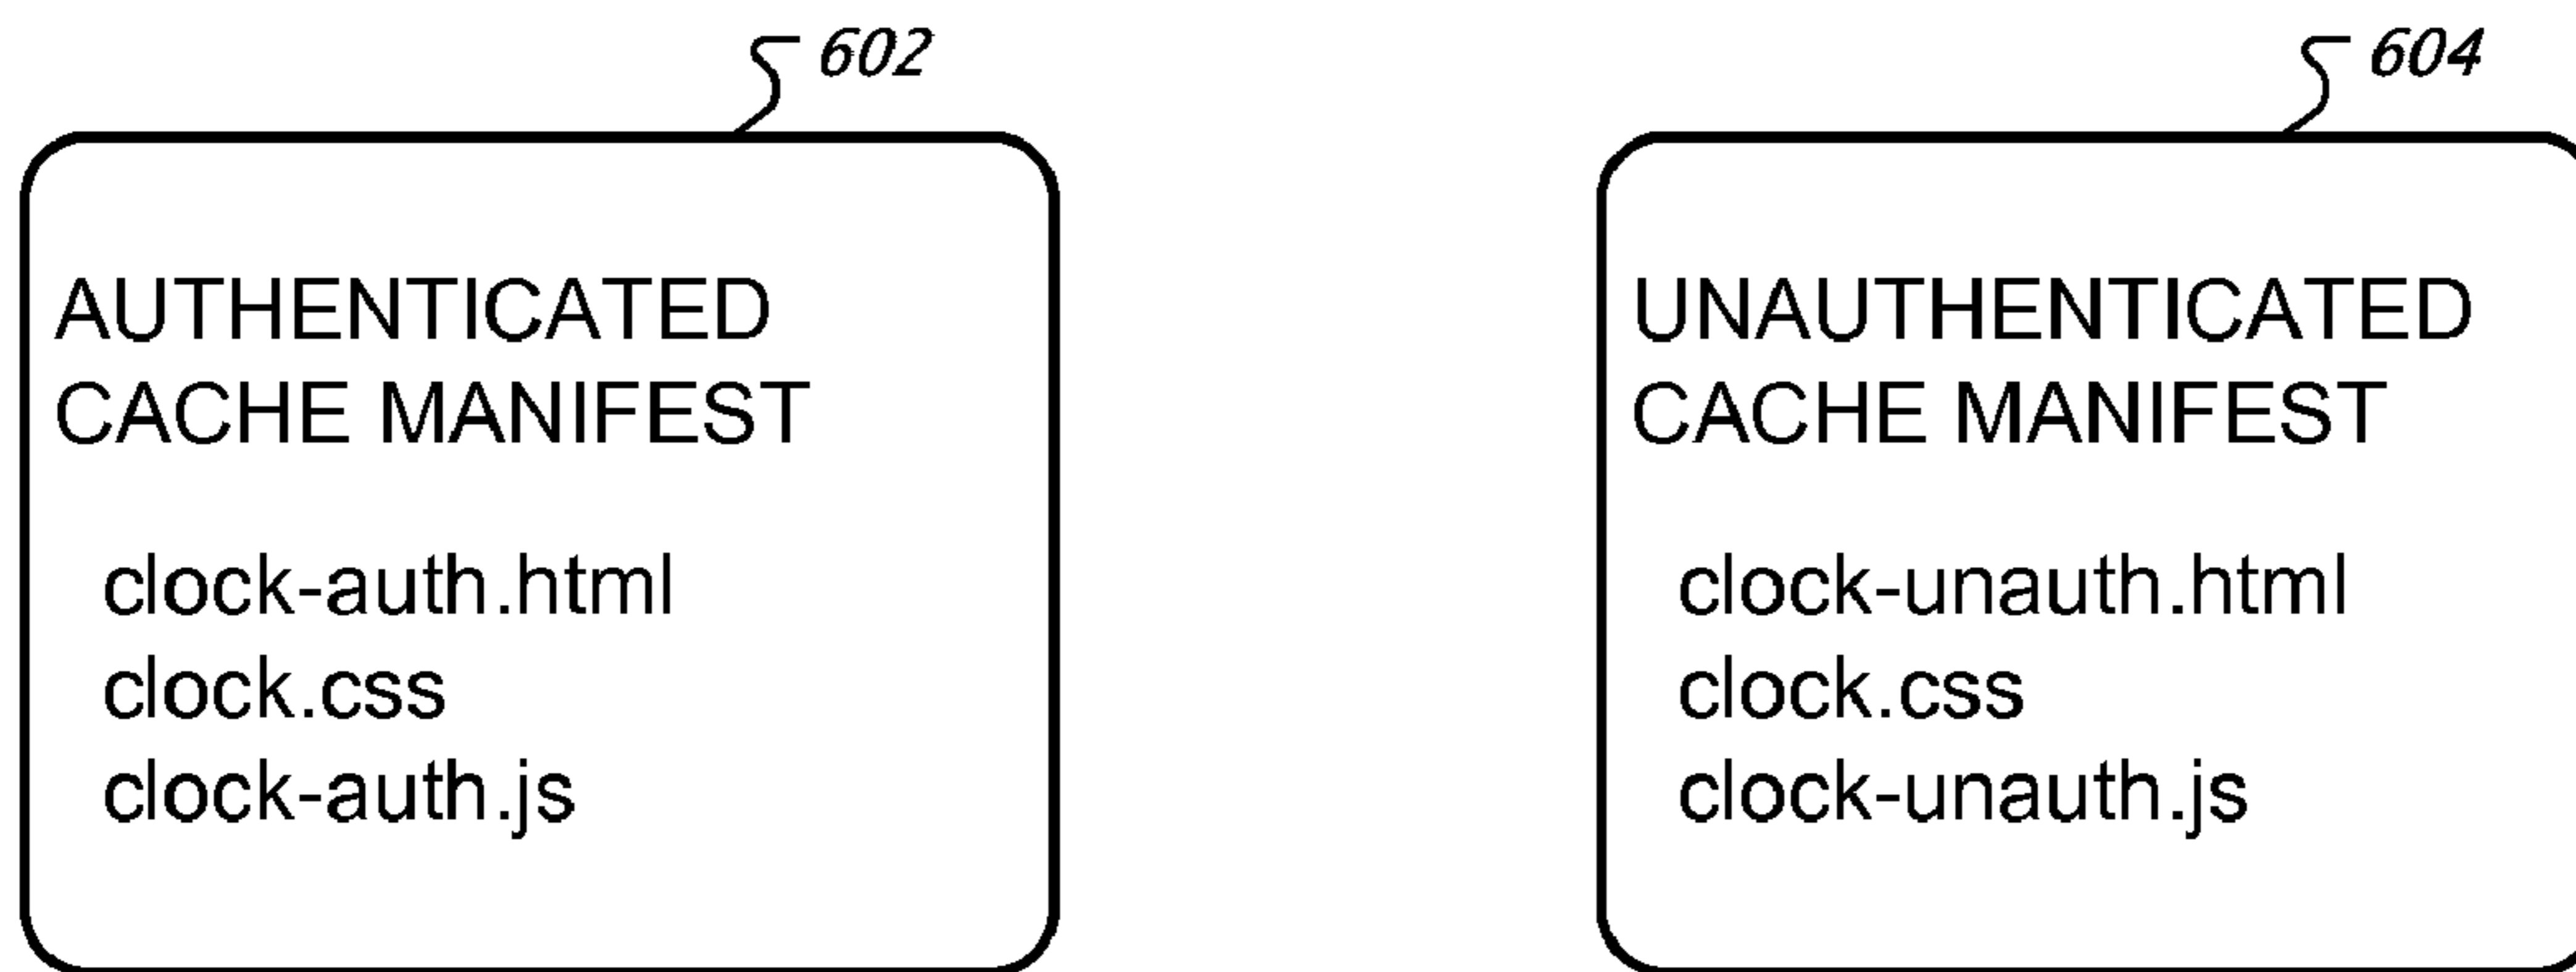 602
AUTHENTICATED
CACHE MANIFEST
clock-auth.html
clock.css
clock-auth.js
604
UNAUTHENTICATED
CACHE MANIFEST
clock-unauth.html
clock.css
clock-unauth.js